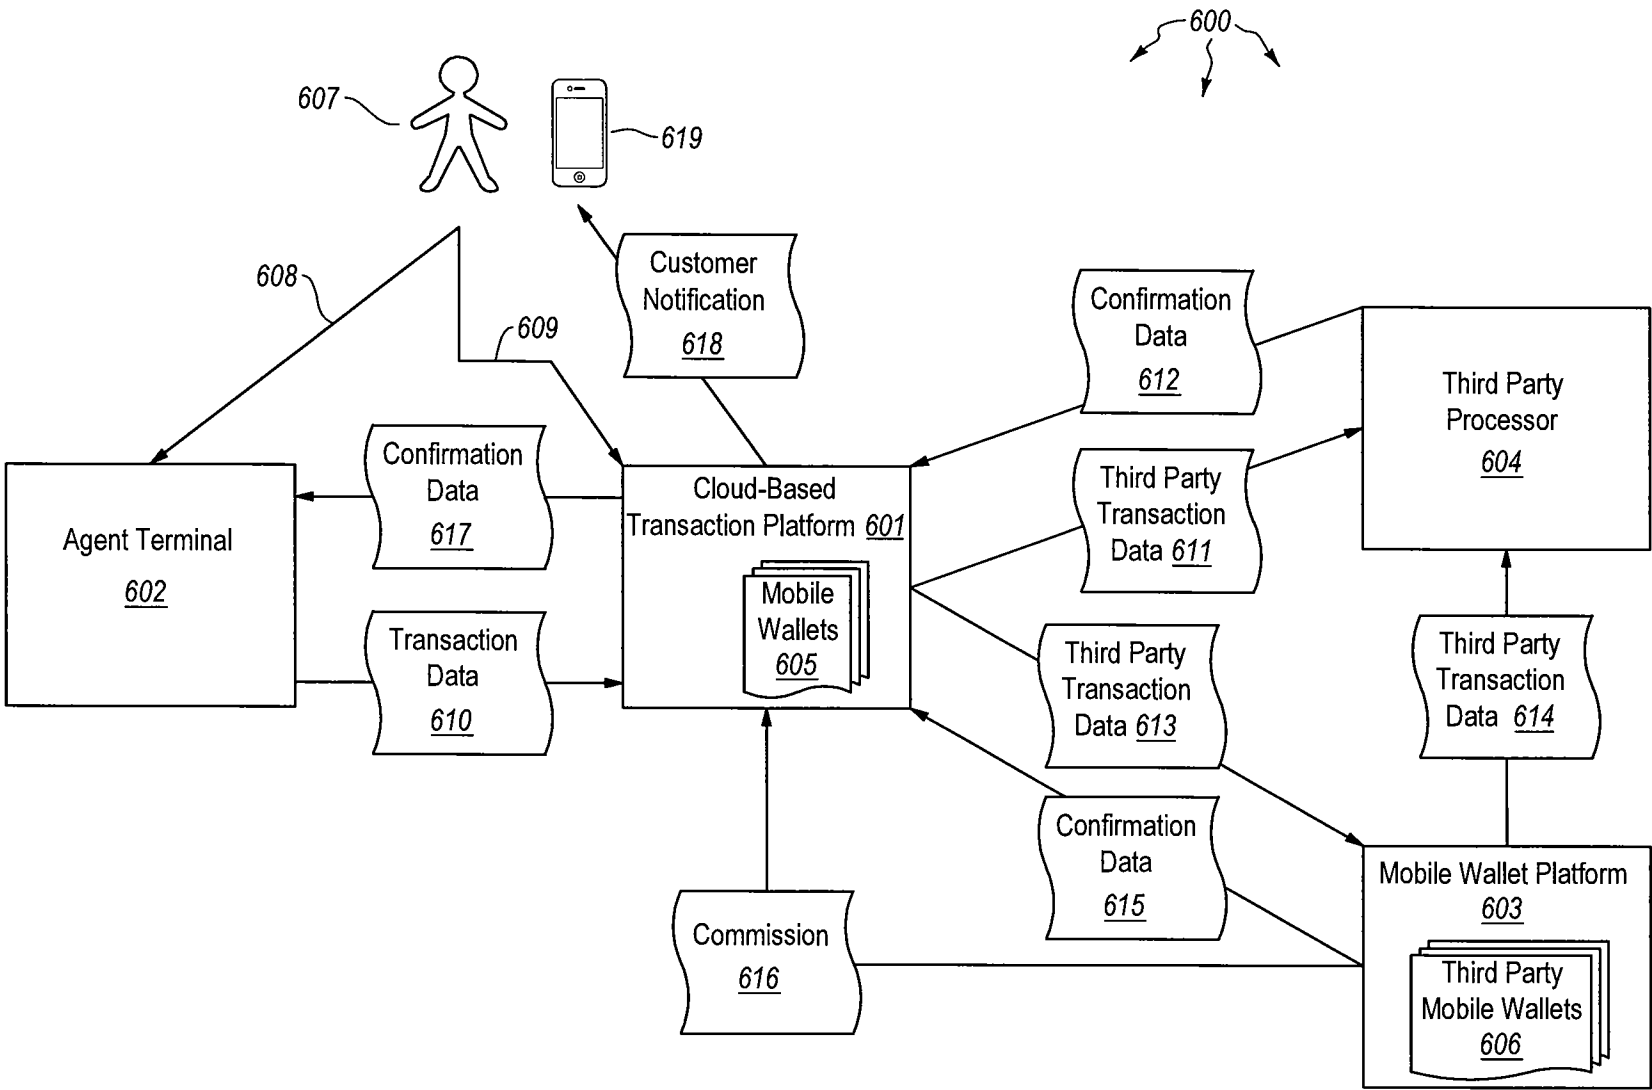 600
607
619
608
609
Customer
Notification
618
Confirmation
Data
612
Third Party
Processor
604
Confirmation
Data
617
Cloud-Based
Transaction Platform 601
Third Party
Transaction
Data 611
Agent Terminal
602
Mobile
Wallets
605
Transaction
Data
610
Third Party
Transaction
Data 613
Third Party
Transaction
Data 614
Confirmation
Data
615
Mobile Wallet Platform
603
Commission
616
Third Party
Mobile Wallets
606